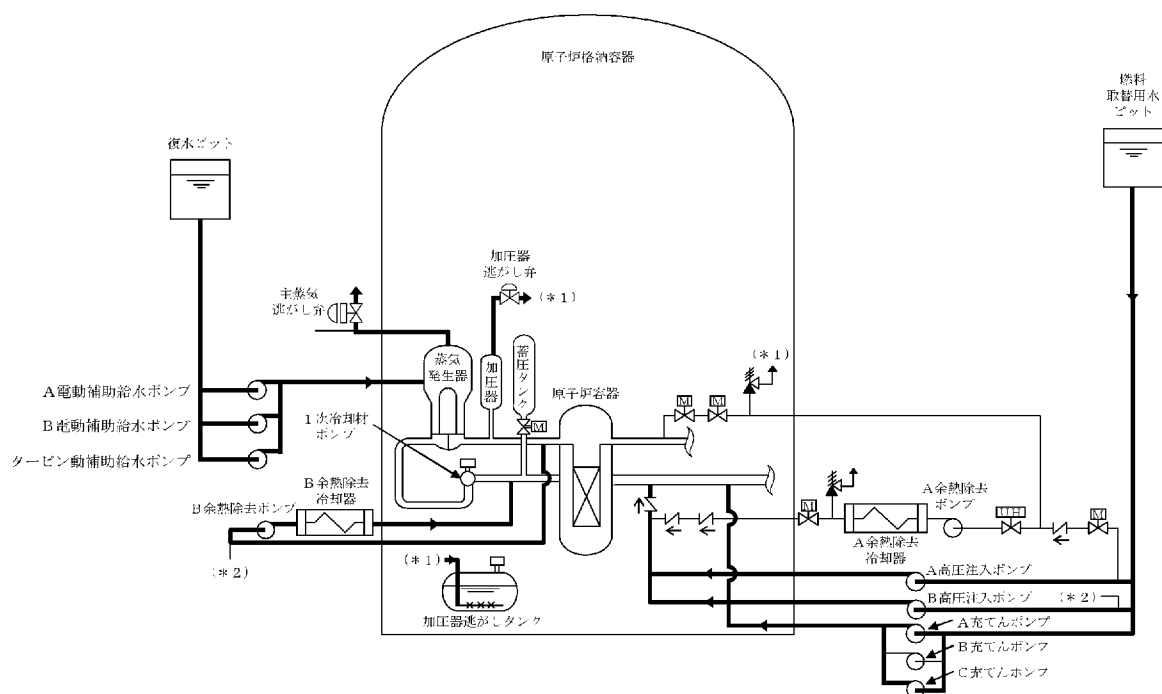 原子炉格納容器
燃料
取替用水
ピット
復水ピット
加圧器
逃がし弁
(*1)
主蒸気
逃がし弁
蒸気
発生器
加圧器
蓄圧タンク
原子炉容器
(*1)
M
M
M
A電動補助給水ポンプ
B電動補助給水ポンプ
タービン動補助給水ポンプ
1次冷却材
ポンプ
B余熱除去ポンプ
B余熱除去
冷却器
(*2)
(*1)
加圧器逃がしタンク
M
A余熱除去
ポンプ
M
A余熱除去
冷却器
A高圧注入ポンプ
B高圧注入ポンプ
(*2)
A充てんポンプ
B充てんポンプ
C充てんポンプ